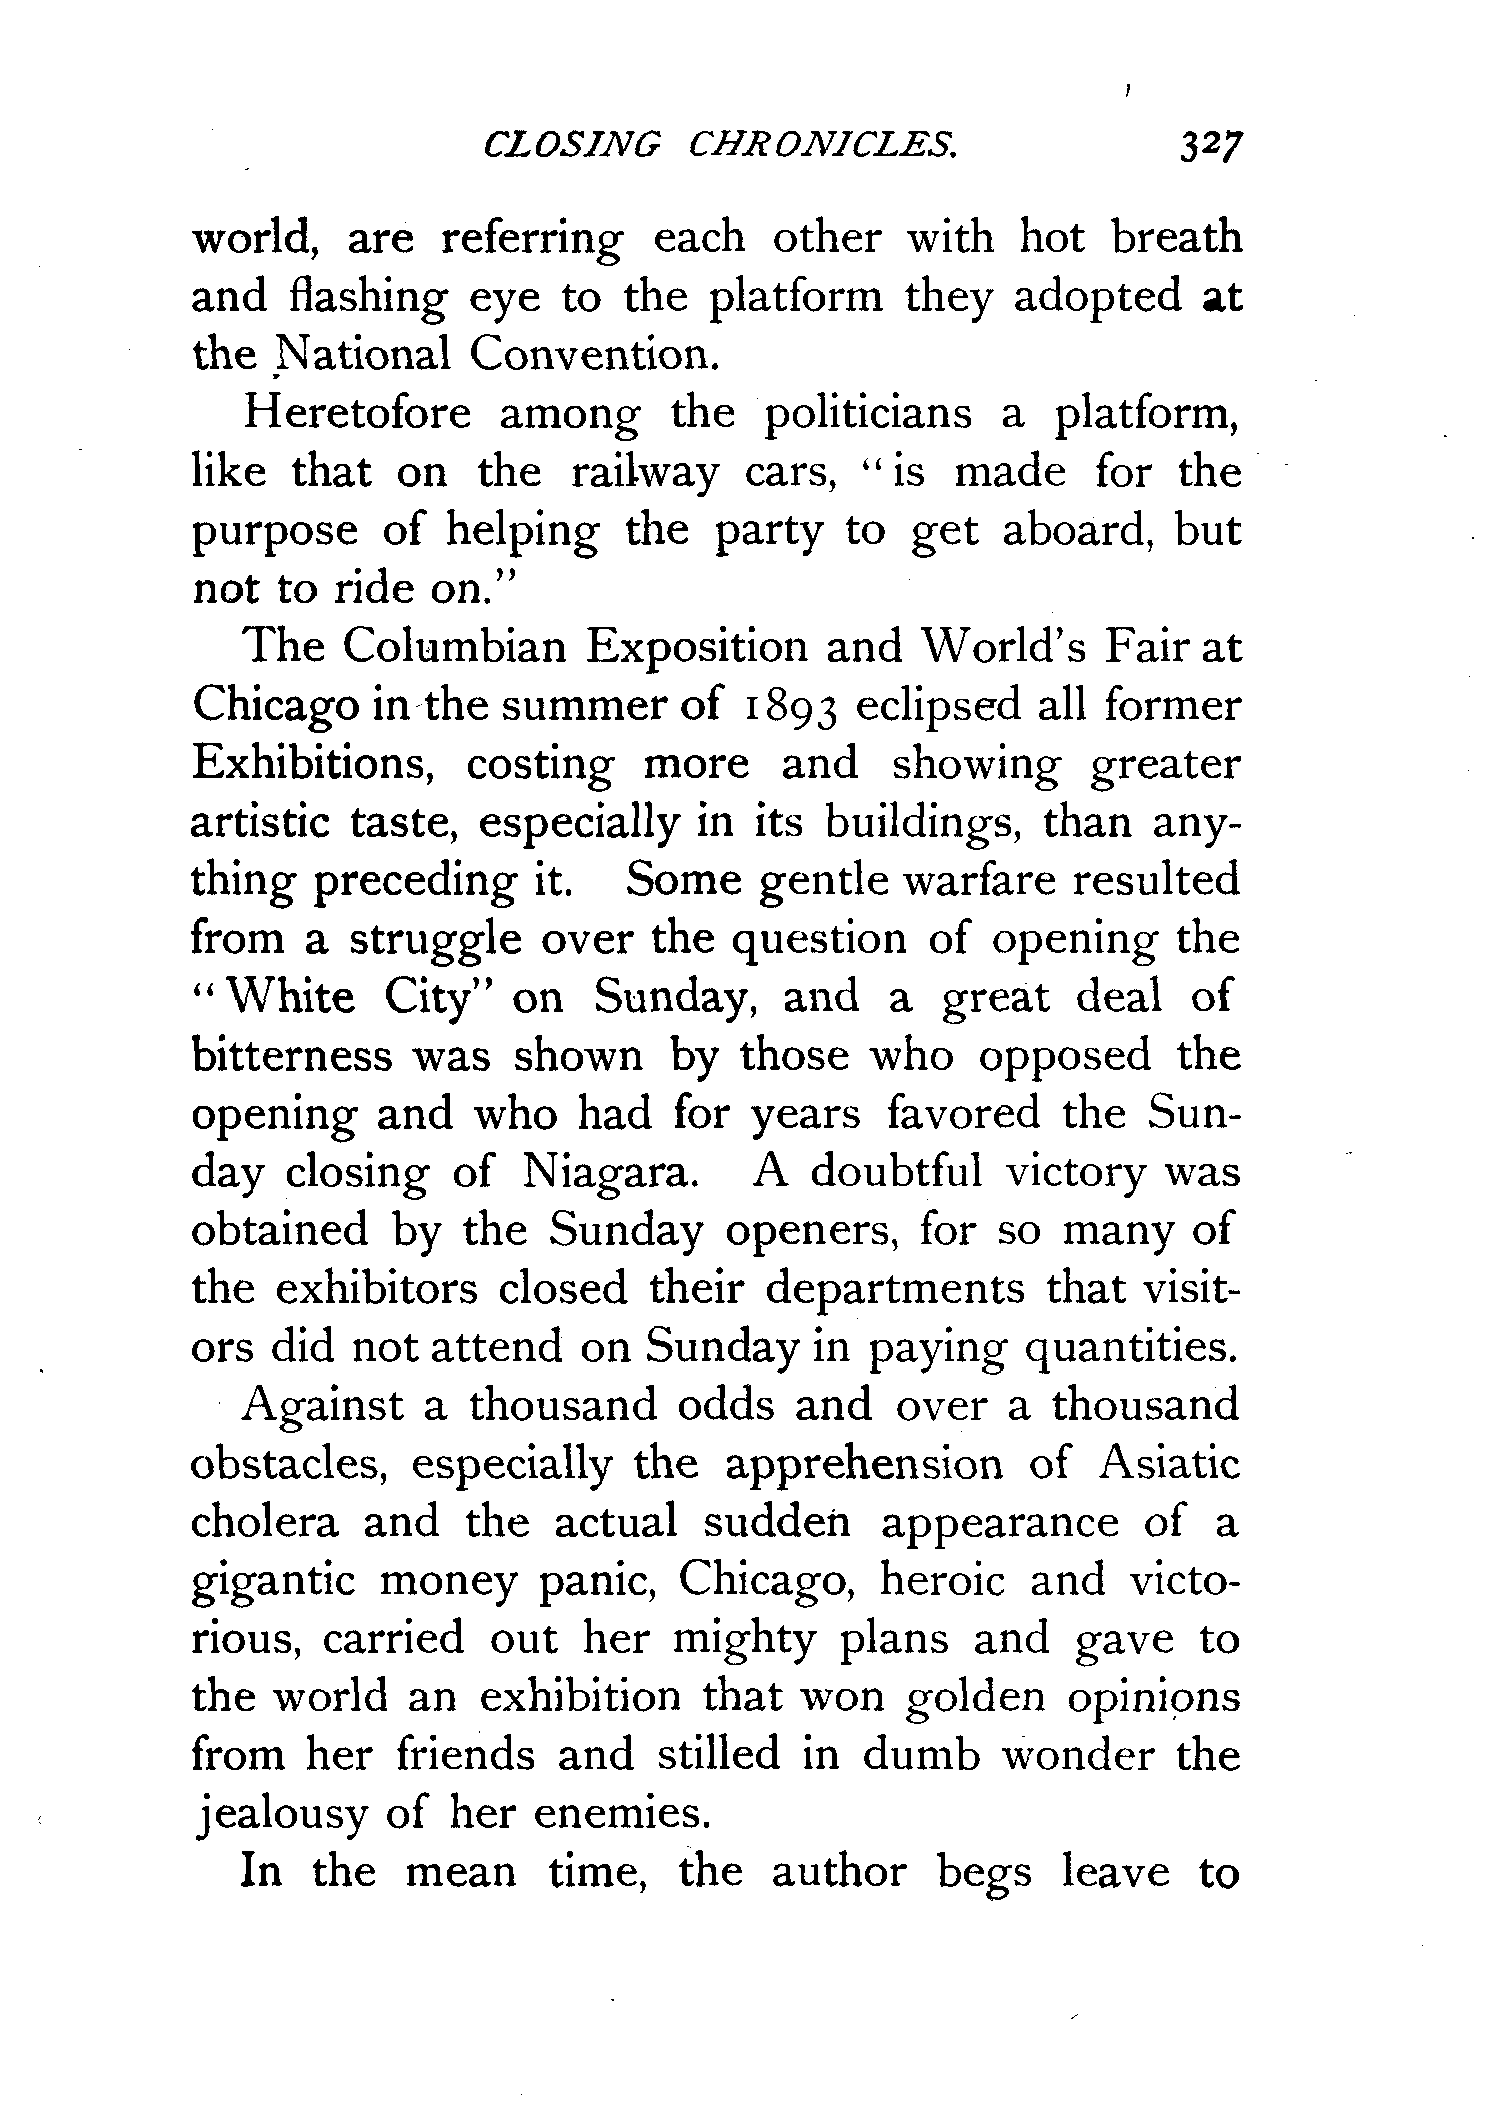 CLOSING CHRONICLES. 327
world, are referring each other with hot breath
and flashing eye to the platform they adopted at
the National Convention.
Heretofore among the politicians a platform,
like that on the railway cars, “ is made for the
purpose of helping the party to get aboard, but
not to ride on.”
The Columbian Exposition and World’s Fair at
Chicago in the summer of 1893 eclipsed all former
Exhibitions, costing more and showing greater
artistic taste, especially in its buildings, than any-
thing preceding it. Some gentle warfare resulted
from a struggle over the question of opening the
“ White City” on Sunday, and a great deal of
bitterness was shown by those who opposed the
opening and who had for years favored the Sun-
day closing of Niagara. A doubtful victory was
obtained by the Sunday openers, for so many of
the exhibitors closed their departments that visit-
ors did not attend on Sunday in paying quantities.
Against a thousand odds and over a thousand
obstacles, especially the apprehension of Asiatic
cholera and the actual sudden appearance of a
gigantic money panic, Chicago, heroic and victo-
rious, carried out her mighty plans and gave to
the world an exhibition that won golden opinions
from her friends and stilled in dumb wonder the
jealousy of her enemies.
In the mean time, the author begs leave to